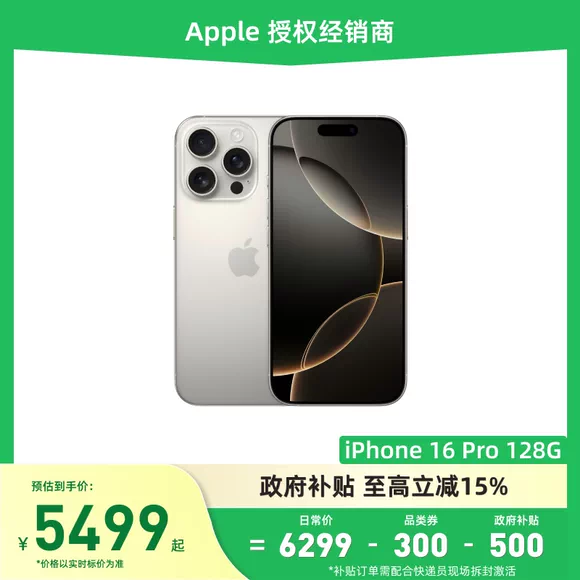 Apple 授权经销商
iPhone 16 Pro 128G
预估到手价:
¥5499起
*价格以实时标价为准
政府补贴 至高立减15%
日常价 品类券 政府补贴
=6299-300-500
*补贴订单需配合快递员现场拆封激活